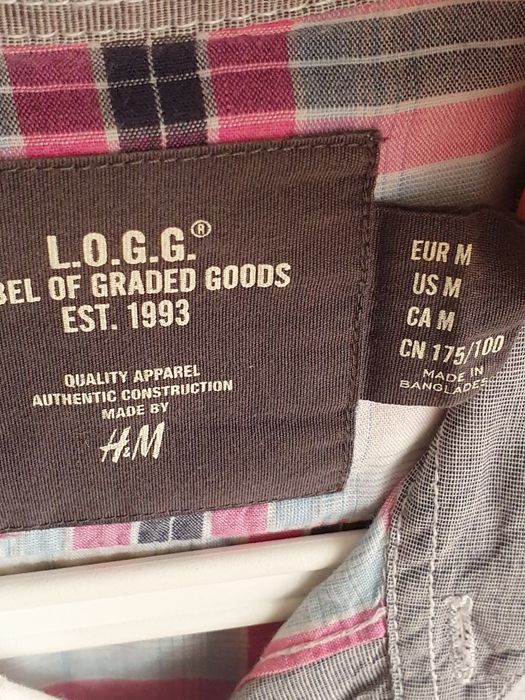 L.O.G.G.®
BEL OF GRADED GOODS
EST. 1993
QUALITY APPAREL
AUTHENTIC CONSTRUCTION
MADE BY
H&M
EUR M
US M
CA M
CN 175/100
MADE IN
BANGLADES